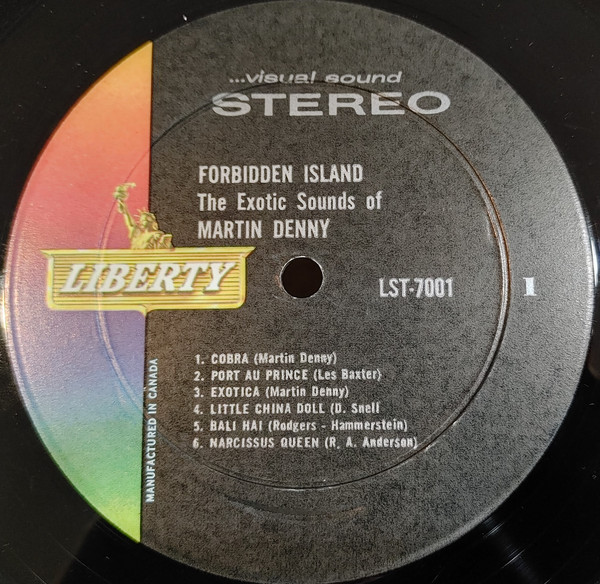 ...visual sound
STEREO
FORBIDDEN ISLAND
The Exotic Sounds of
MARTIN DENNY
LIBERTY
LST-7001
1
1. COBRA (Martin Denny)
2. PORT AU PRINCE (Les Baxter)
3. EXOTICA (Martin Denny)
4. LITTLE CHINA DOLL (D. Snell
5. BALI HAI (Rodgers - Hammerstein)
6. NARCISSUS QUEEN (R. A. Anderson)
MANUFACTURED IN CANADA